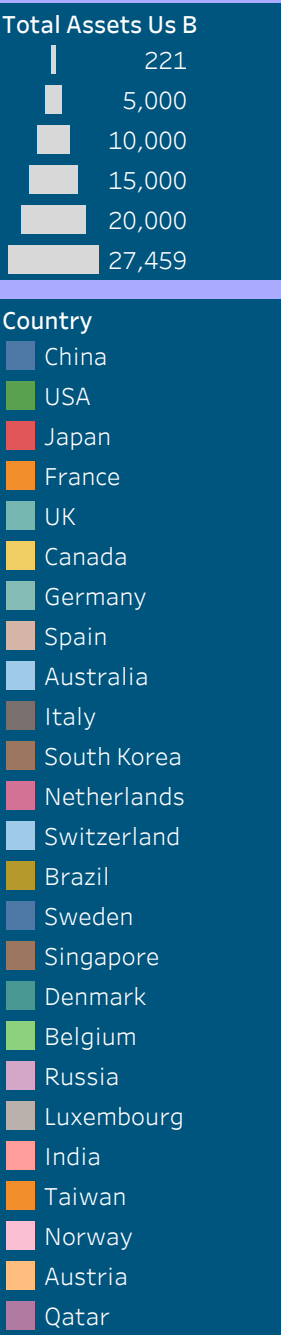 Total Assets Us B
221
5,000
10,000
15,000
20,000
27,459
Country
China
USA
Japan
France
UK
Canada
Germany
Spain
Australia
Italy
South Korea
Netherlands
Switzerland
Brazil
Sweden
Singapore
Denmark
Belgium
Russia
Luxembourg
India
Taiwan
Norway
Austria
Qatar